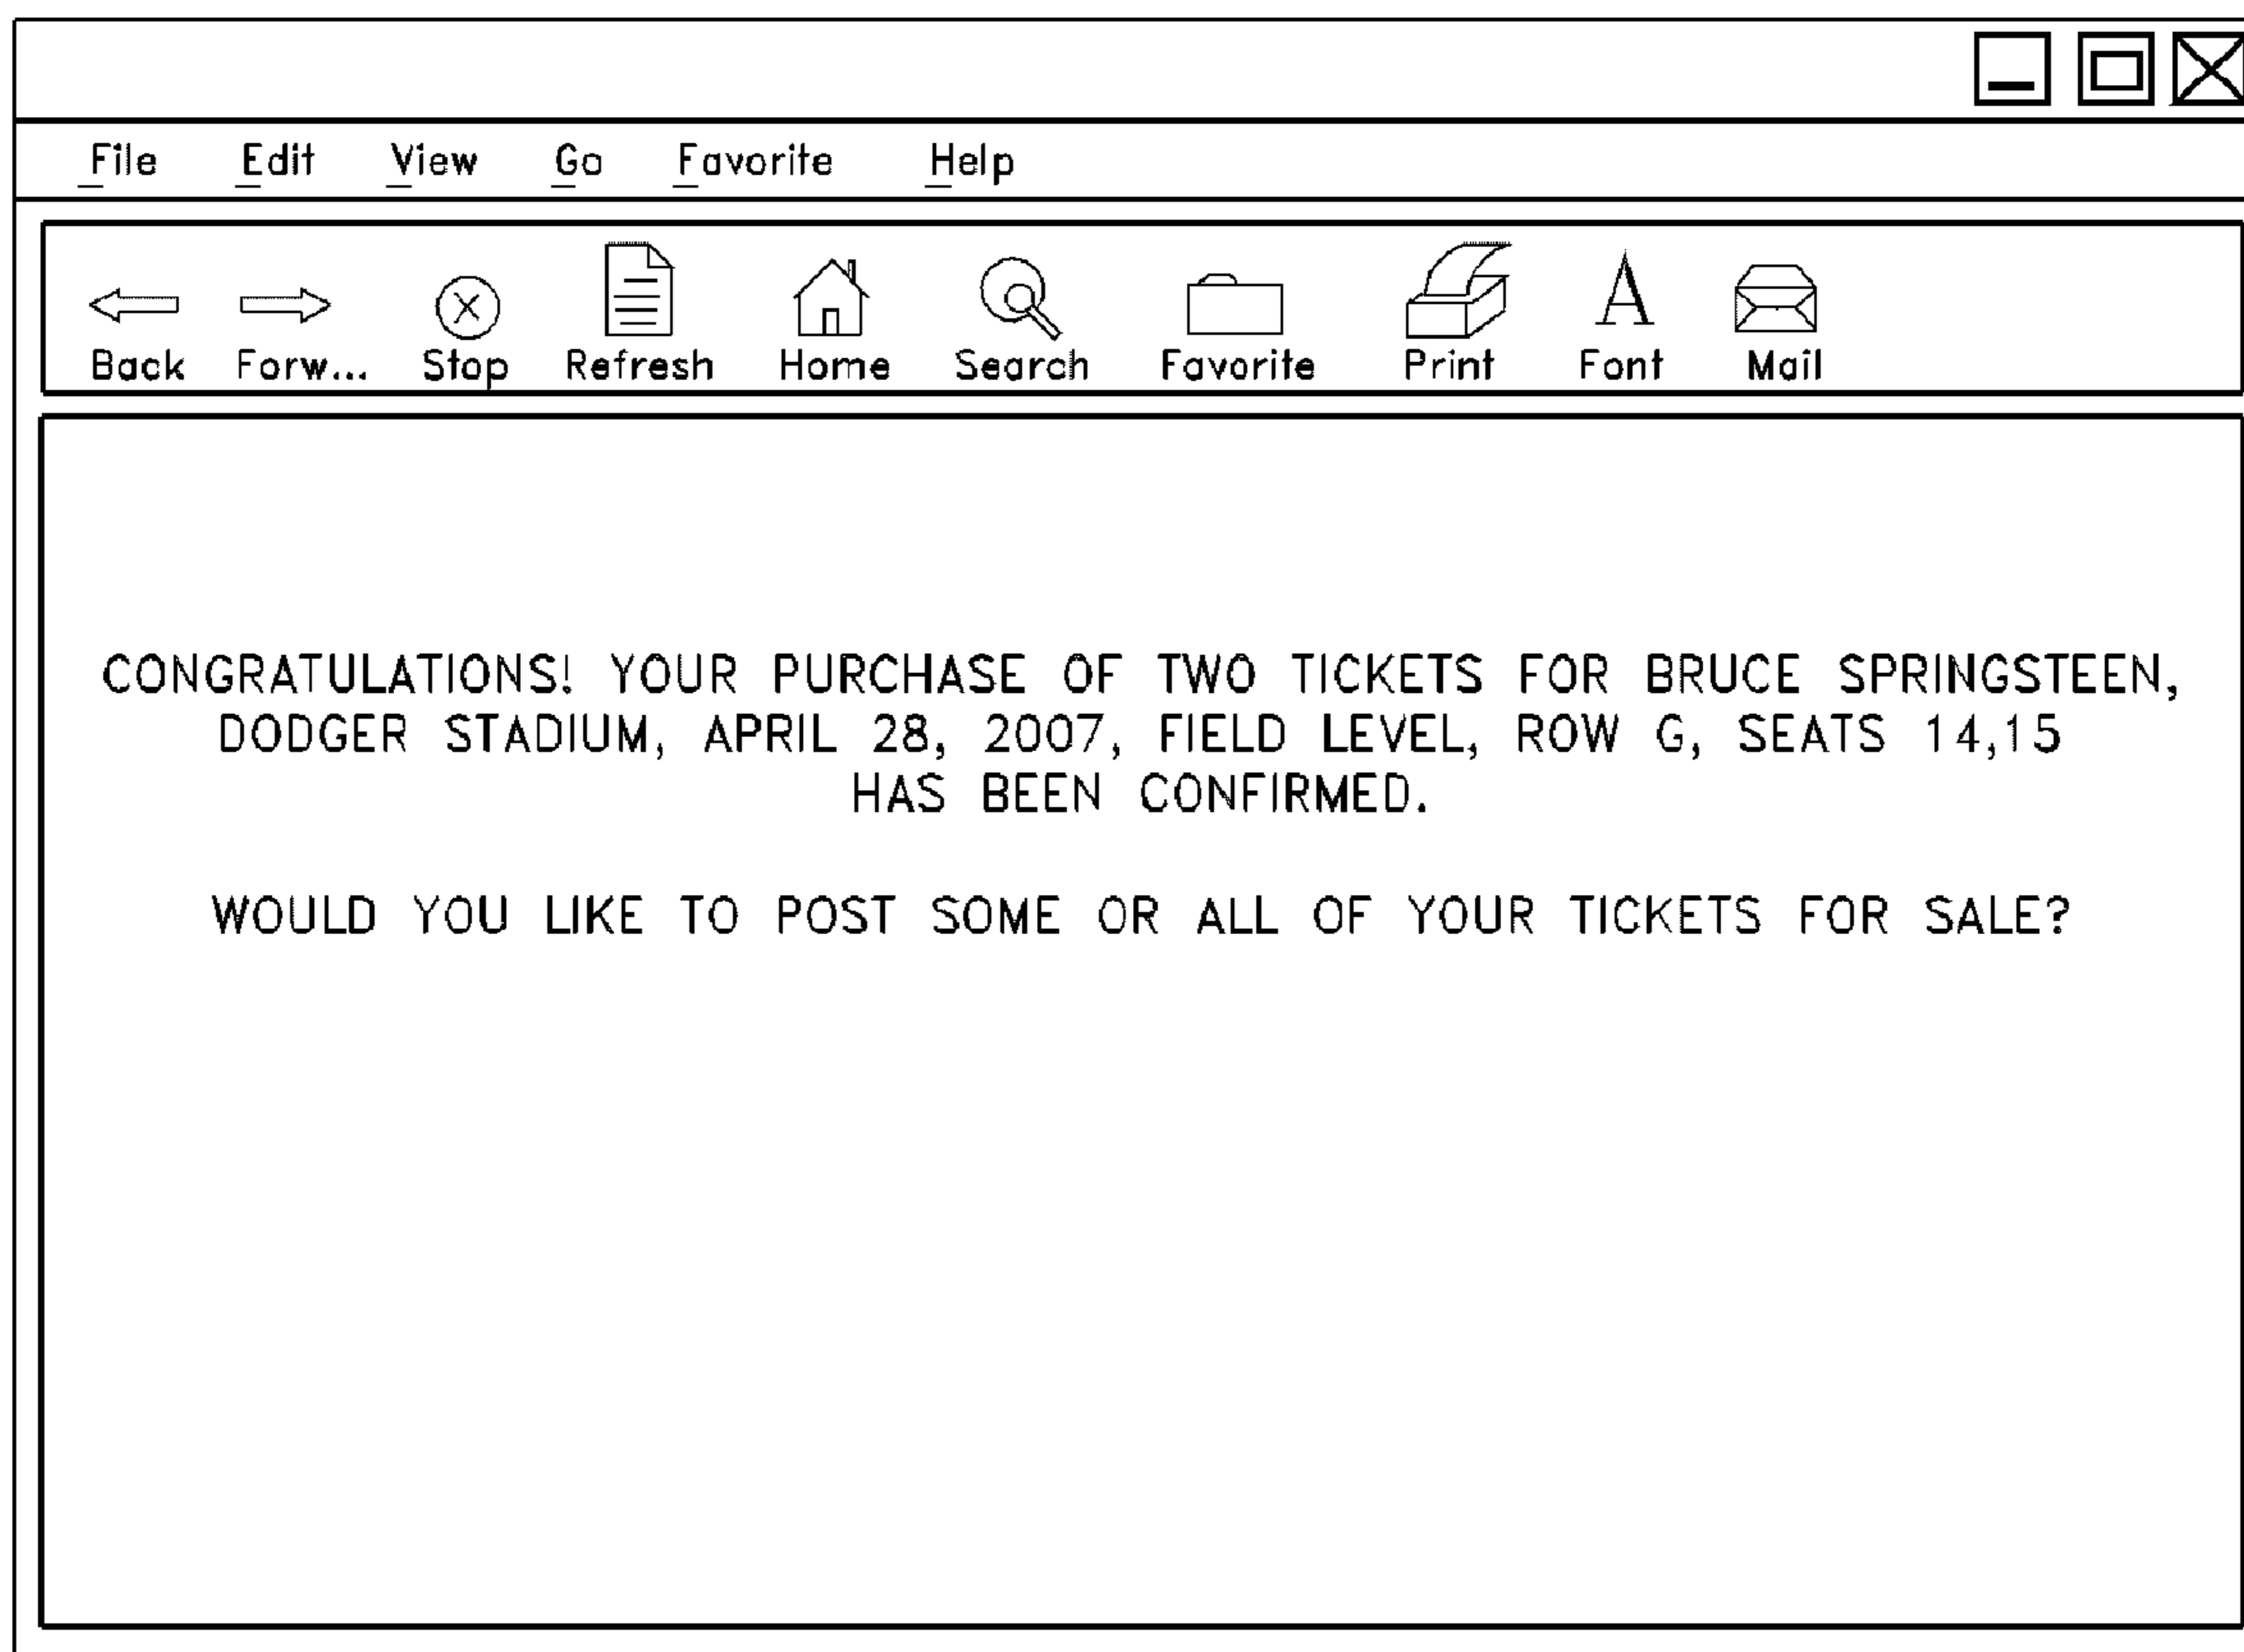 File Edit View Go Favorite Help
Back Forw... Stop Refresh Home Search Favorite Print Font Mail
CONGRATULATIONS! YOUR PURCHASE OF TWO TICKETS FOR BRUCE SPRINGSTEEN,
DODGER STADIUM, APRIL 28, 2007, FIELD LEVEL, ROW G, SEATS 14,15
HAS BEEN CONFIRMED.
WOULD YOU LIKE TO POST SOME OR ALL OF YOUR TICKETS FOR SALE?